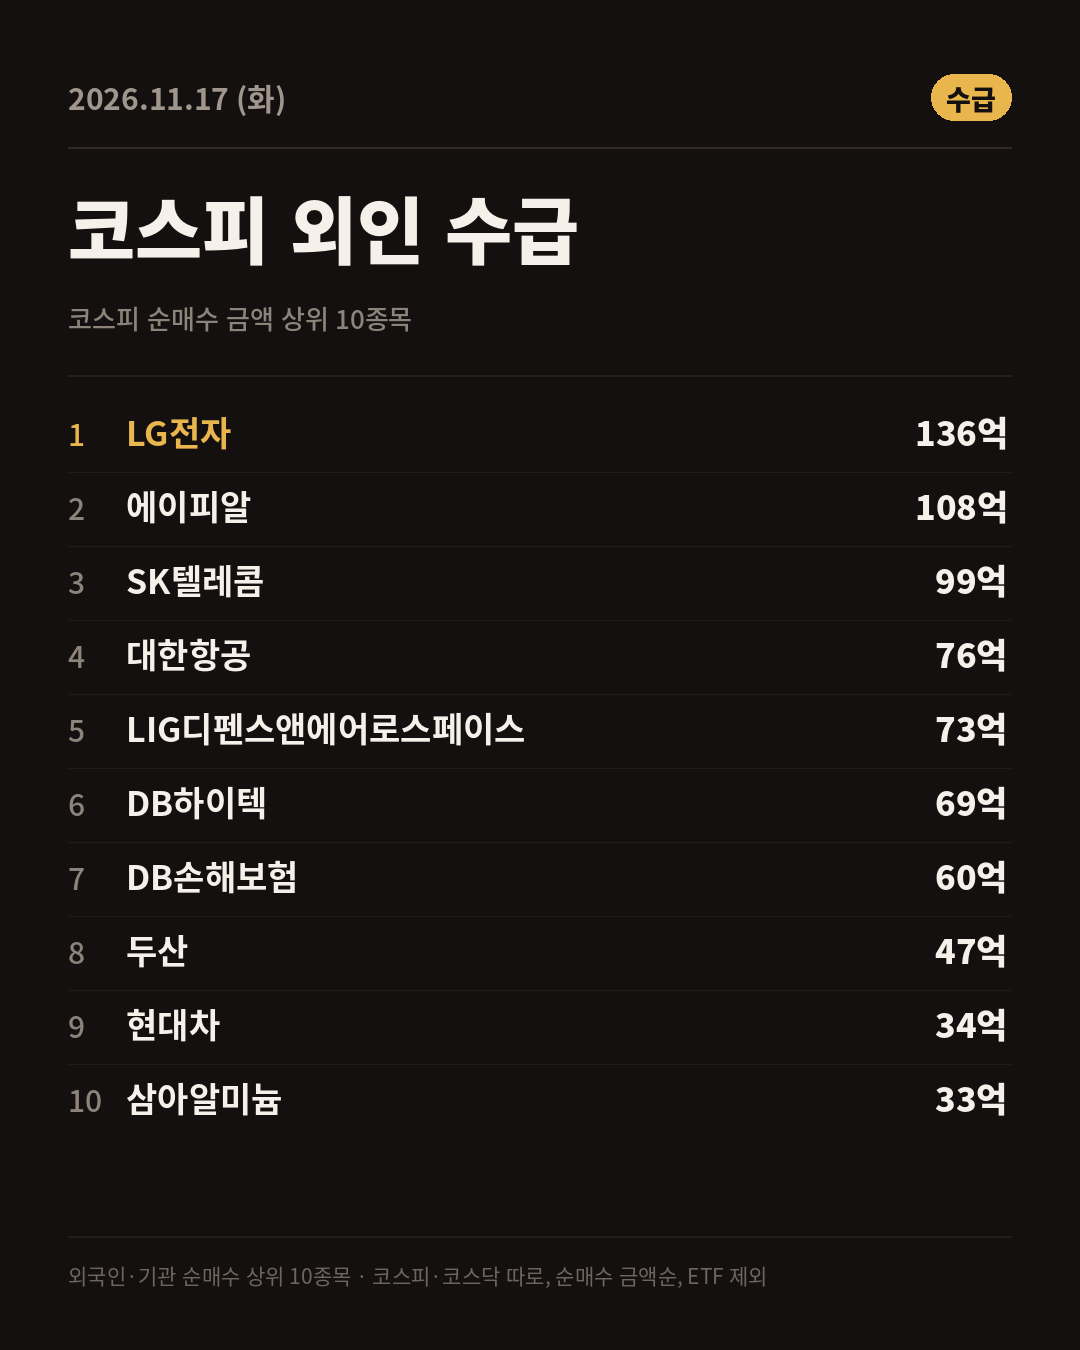 2026.11.17 (화) 수급
코스피 외인 수급
코스피 순매수 금액 상위 10종목
1 LG전자 136억
2 에이피알 108억
3 SK텔레콤 99억
4 대한항공 76억
5 LIG디펜스앤에어로스페이스 73억
6 DB하이텍 69억
7 DB손해보험 60억
8 두산 47억
9 현대차 34억
10 삼아알미늄 33억
외국인·기관 순매수 상위 10종목 · 코스피·코스닥 따로, 순매수 금액순, ETF 제외